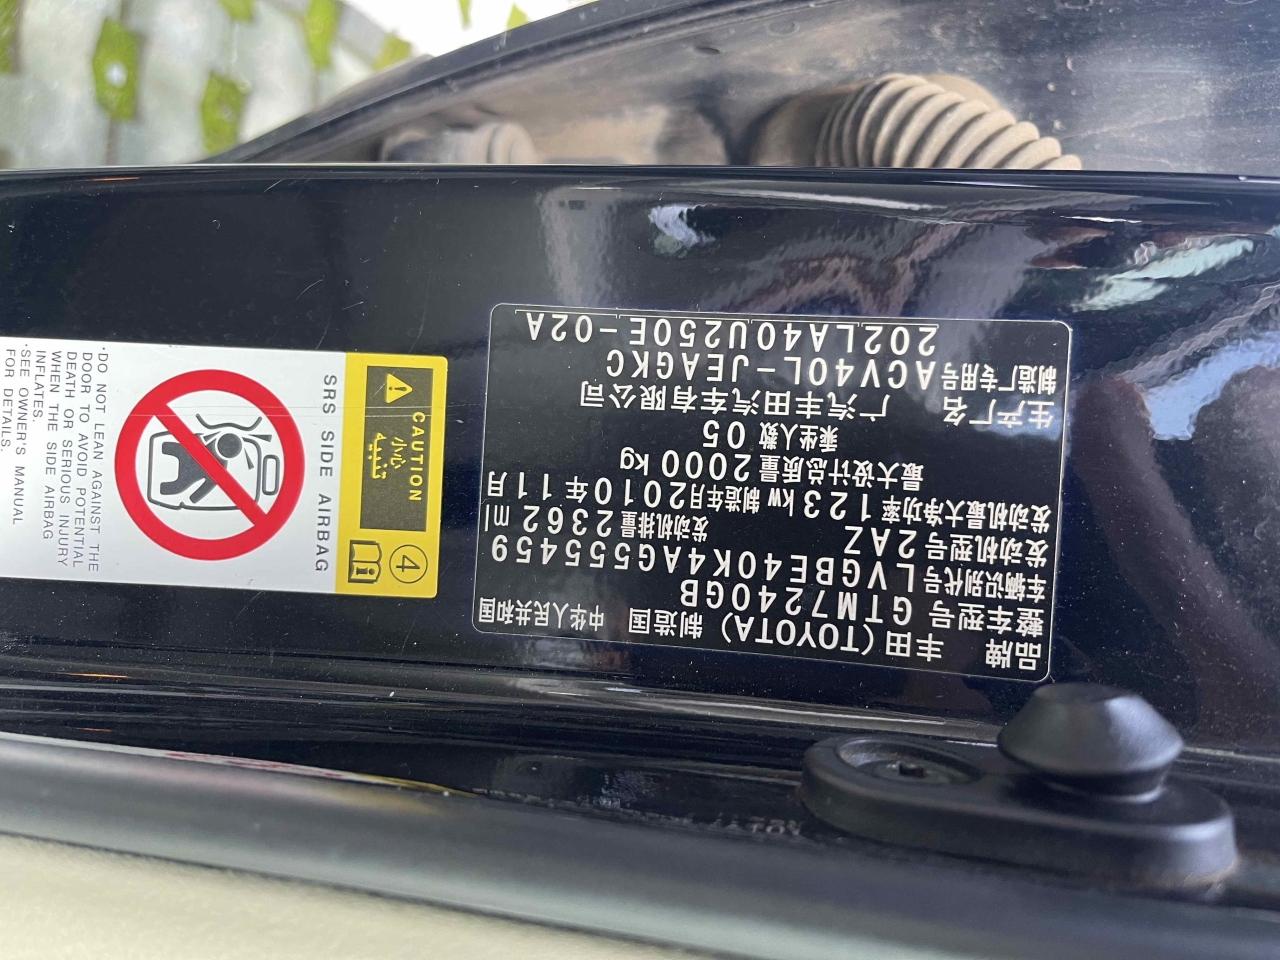 品牌 丰田(TOYOTA) 制造国 中华人民共和国
整车型号 GTM7240GB
车辆识别代号 LVGBE40K4AG555459
发动机型号 2AZ 发动机排量 2362 ml
发动机最大净功率 123 kw 制造年月 2010年11月
最大设计总质量 2000 kg
乘坐人数 05
生产厂名 广汽丰田汽车有限公司
制造厂专用号 ACV40L-JEAGKC
202LA40U250E-02A
CAUTION
小心
تنبيه
4
SRS SIDE AIRBAG
·DO NOT LEAN AGAINST THE
DOOR TO AVOID POTENTIAL
DEATH OR SERIOUS INJURY
WHEN THE SIDE AIRBAG
INFLATES.
·SEE OWNER'S MANUAL
FOR DETAILS.